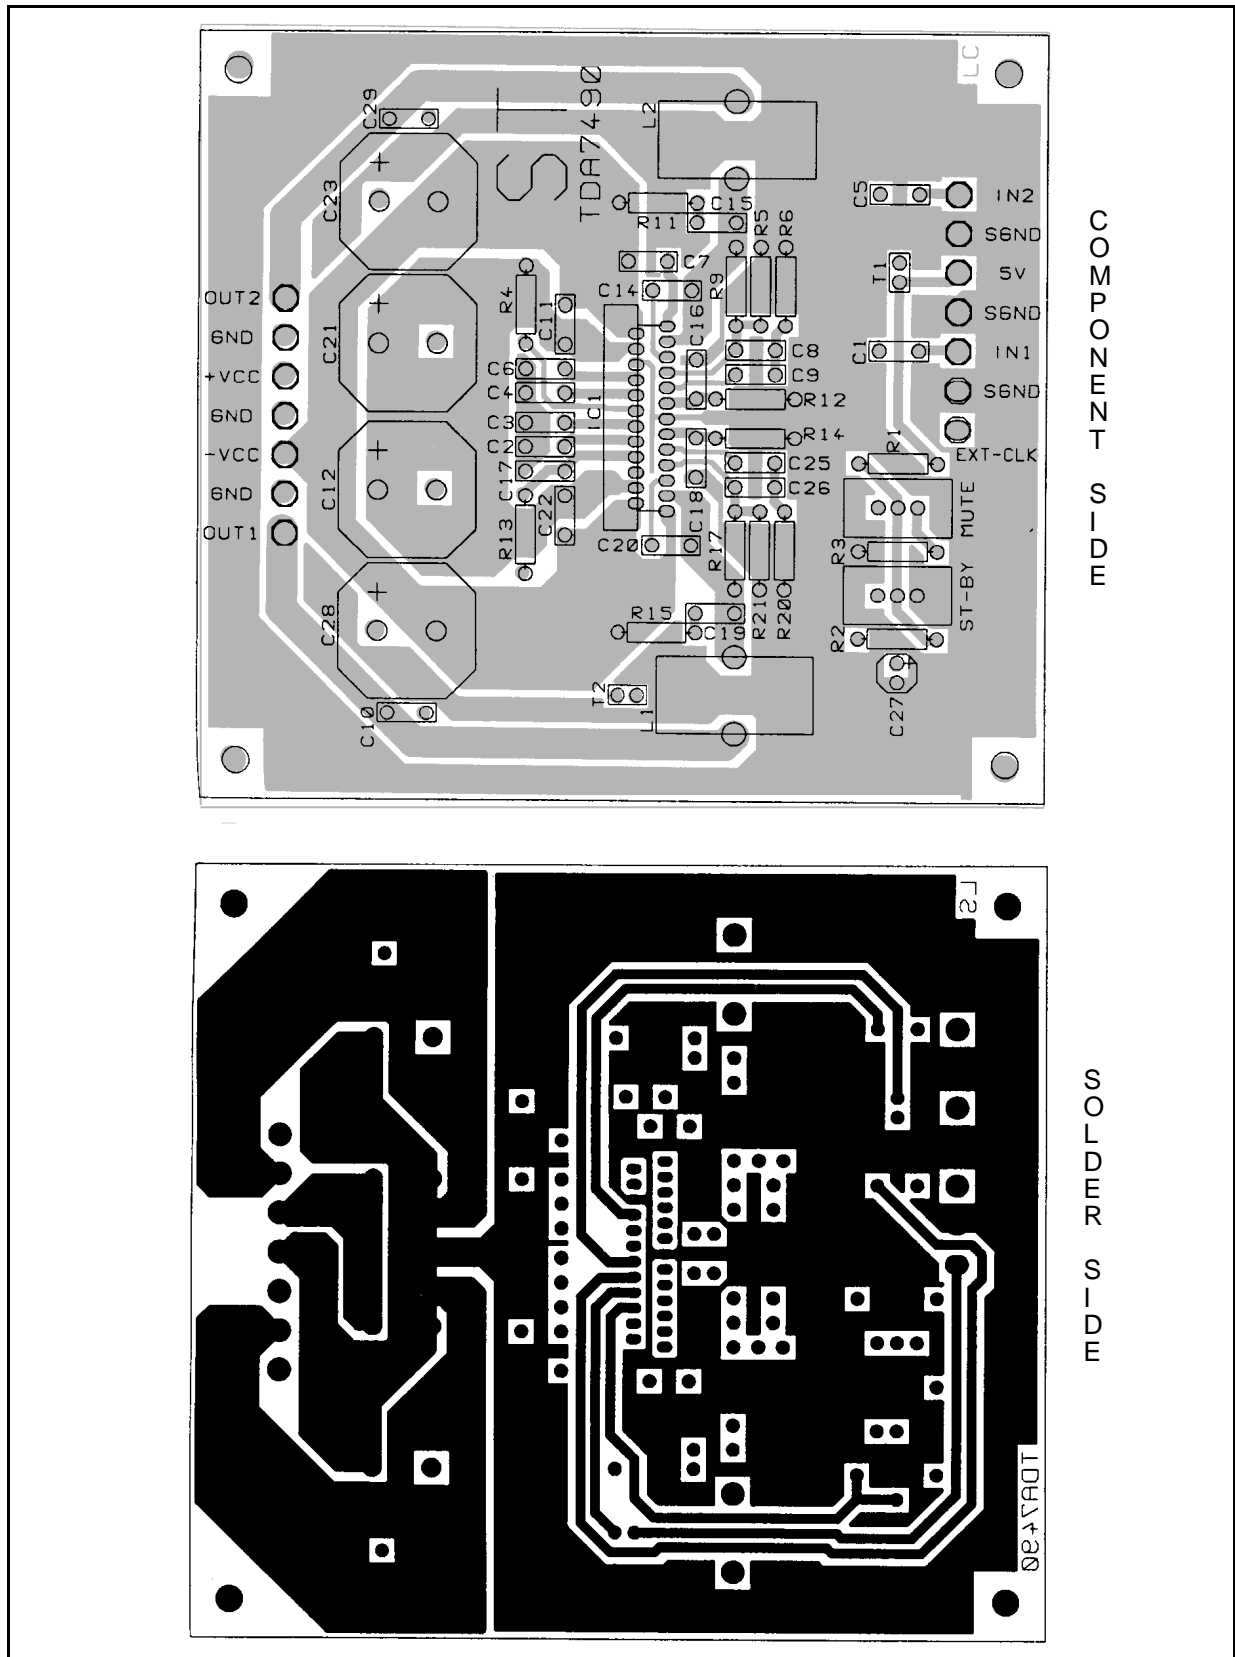 LC
C29
ST
TDA7490
L2
C23
C15
R11
R5
R6
C5
IN2
SGND
C7
R9
T1
5V
C14
R4
C11
C16
OUT2
GND
C21
SGND
C8
C1
IN1
+VCC
C6
C9
C4
IC1
R12
SGND
GND
C3
R14
R1
EXT-CLK
C2
-VCC
C17
C25
C12
C26
GND
C22
C18
MUTE
OUT1
R13
C20
R17
R3
ST-BY
C28
R15
C19
R21
R20
R2
T2
L1
C10
C27
COMPONENT SIDE
LS
TDA7490
SOLDER SIDE